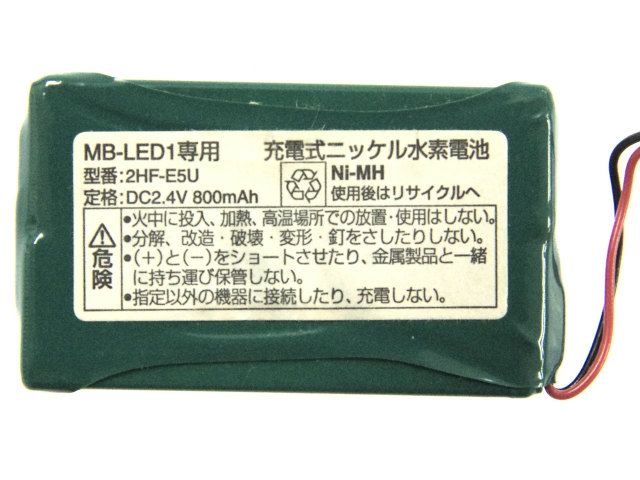 MB-LED1専用 充電式ニッケル水素電池
型番:2HF-E5U Ni-MH
定格:DC2.4V 800mAh 使用後はリサイクルへ
危険
•火中に投入、加熱、高温場所での放置・使用はしない。
•分解、改造・破壊・変形・釘をさしたりしない。
•(+)と(−)をショートさせたり、金属製品と一緒
に持ち運び保管しない。
•指定以外の機器に接続したり、充電しない。